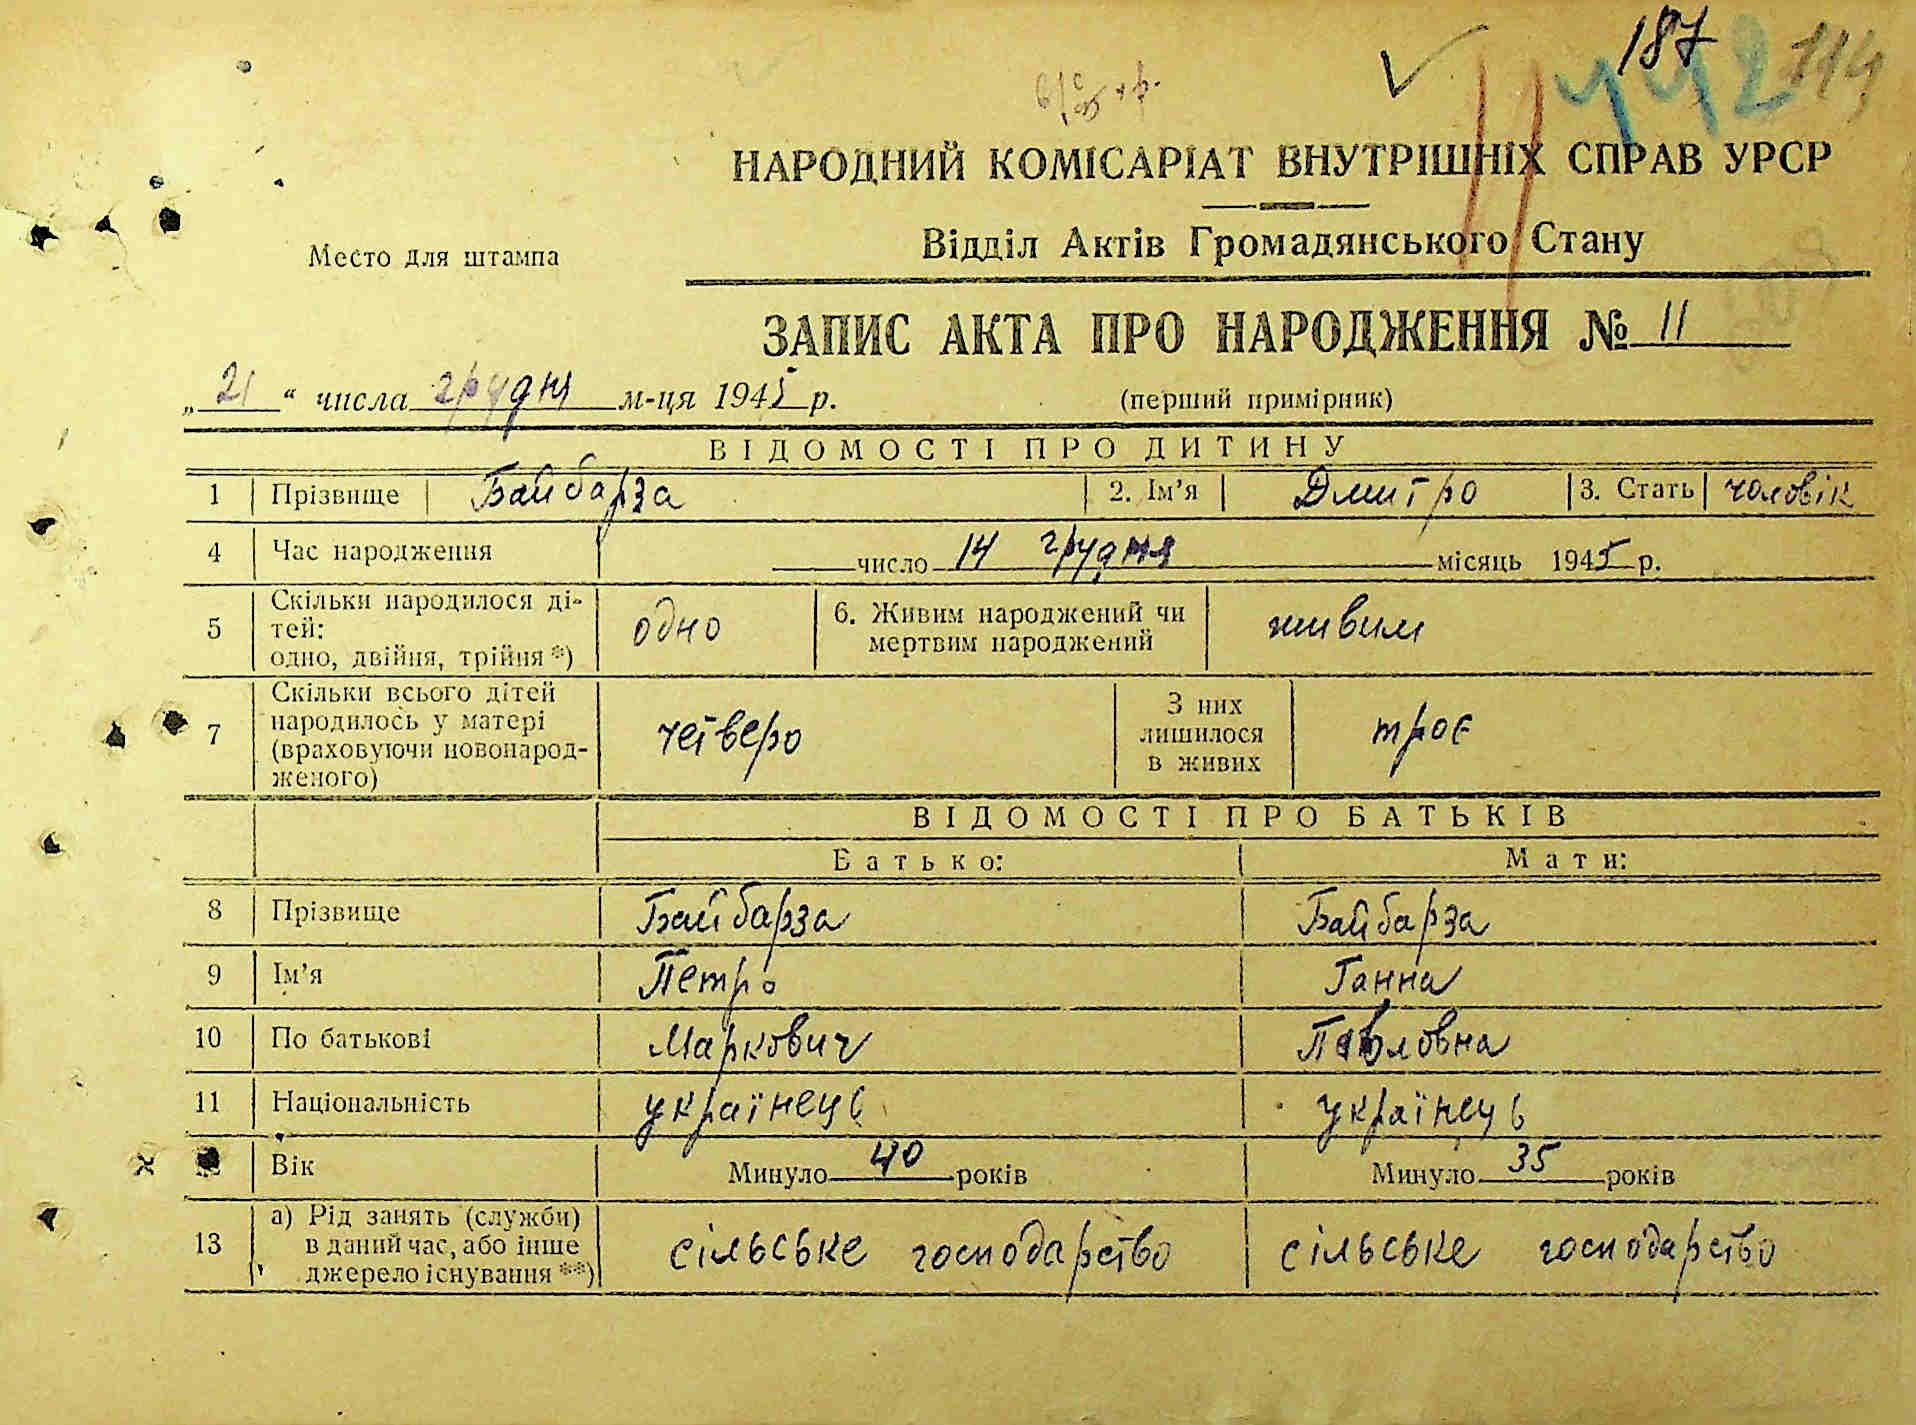 187
442
144
НАРОДНИЙ КОМІСАРІАТ ВНУТРІШНІХ СПРАВ УРСР
Відділ Актів Громадянського Стану
Место для штампа
ЗАПИС АКТА ПРО НАРОДЖЕННЯ № 11
„ 21 “ числа грудня м-ця 1945 р.
(перший примірник)
ВІДОМОСТІ ПРО ДИТИНУ
1 Прізвище Байбарза 2. Ім’я Дмитро 3. Стать чоловік
4 Час народження число 14 грудня місяць 1945 р.
5 Скільки народилося ді-
тей:
одно, двійня, трійня *)
одно
6. Живим народжений чи
мертвим народжений
живим
7 Скільки всього дітей
народилось у матері
(враховуючи новонарод-
женого)
четверо
З них
лишилося
в живих
троє
ВІДОМОСТІ ПРО БАТЬКІВ
Батько: Мати:
8 Прізвище Байбарза Байбарза
9 Ім’я Петро Ганна
10 По батькові Маркович Павловна
11 Національність українець українець
Вік Минуло 40 років Минуло 35 років
13 а) Рід занять (служби)
в даний час, або інше
джерело існування **)
сільське господарство сільське господарство